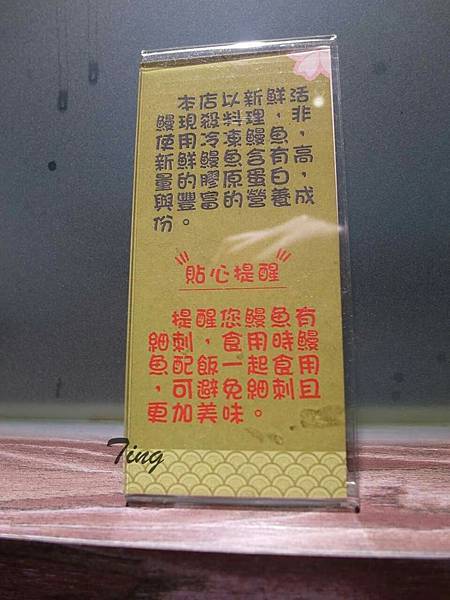 本店以新鮮活
鰻現殺料理，非
使用冷凍鰻魚，
新鮮鰻魚含有高
量的膠原蛋白，
與豐富的營養成
份。
貼心提醒
提醒您鰻魚有
細刺，食用時鰻
魚配飯一起食用
，可避免細刺且
更加美味。
Ting